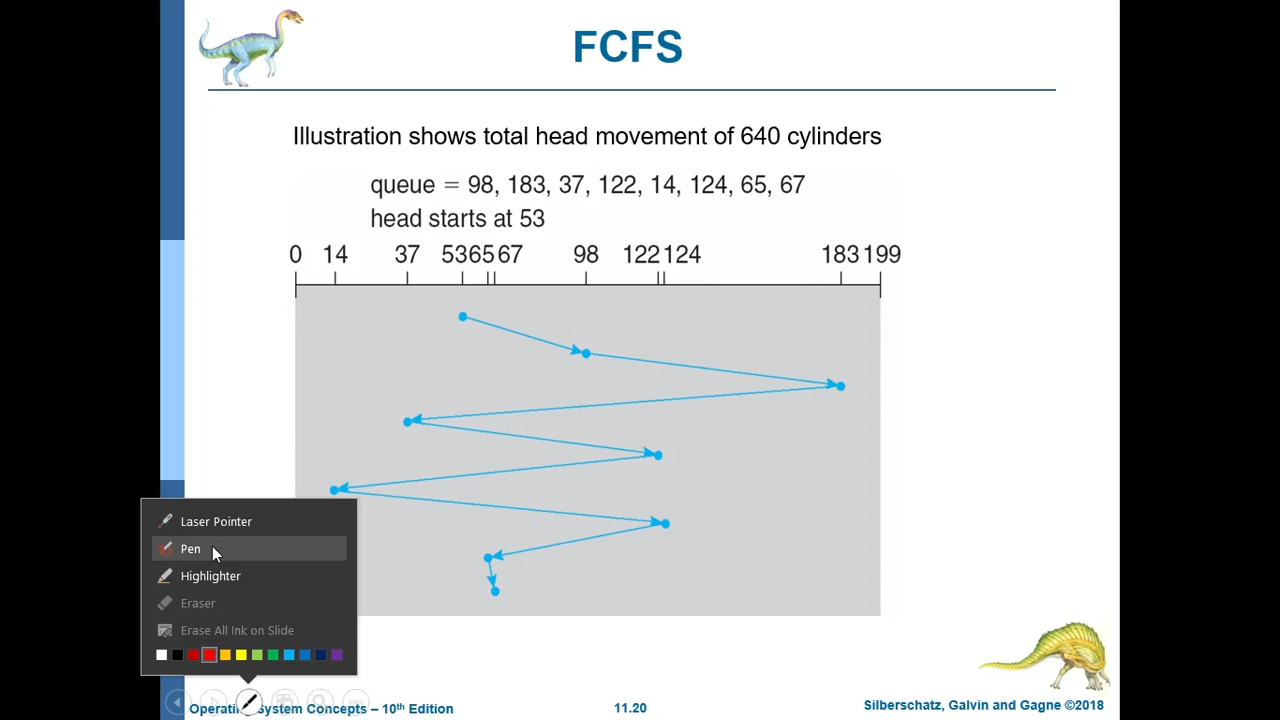 FCFS
Illustration shows total head movement of 640 cylinders
queue = 98, 183, 37, 122, 14, 124, 65, 67
head starts at 53
0 14 37 53 65 67 98 122 124 183 199
Laser Pointer
Pen
Highlighter
Eraser
Erase All Ink on Slide
Operating System Concepts – 10th Edition 11.20 Silberschatz, Galvin and Gagne ©2018